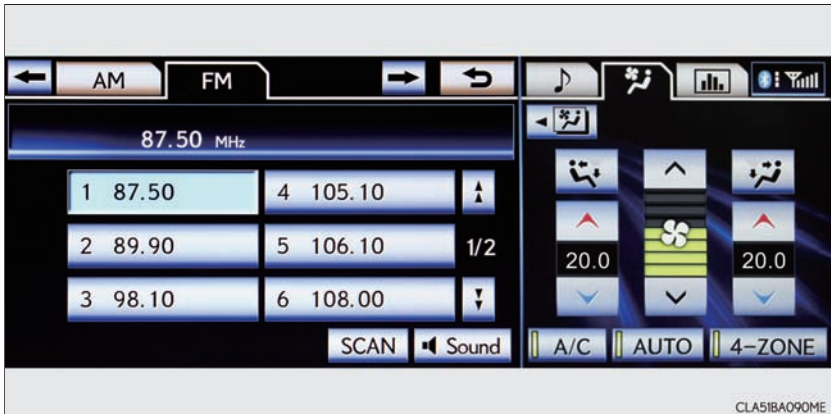 AM FM
87.50 MHz
1 87.50 4 105.10
2 89.90 5 106.10 1/2
3 98.10 6 108.00
SCAN Sound
20.0 20.0
A/C AUTO 4-ZONE
CLA51BA090ME